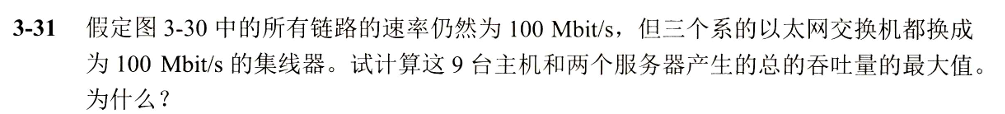 3-31 假定图 3-30 中的所有链路的速率仍然为 100 Mbit/s，但三个系的以太网交换机都换成
为 100 Mbit/s 的集线器。试计算这 9 台主机和两个服务器产生的总的吞吐量的最大值。
为什么？